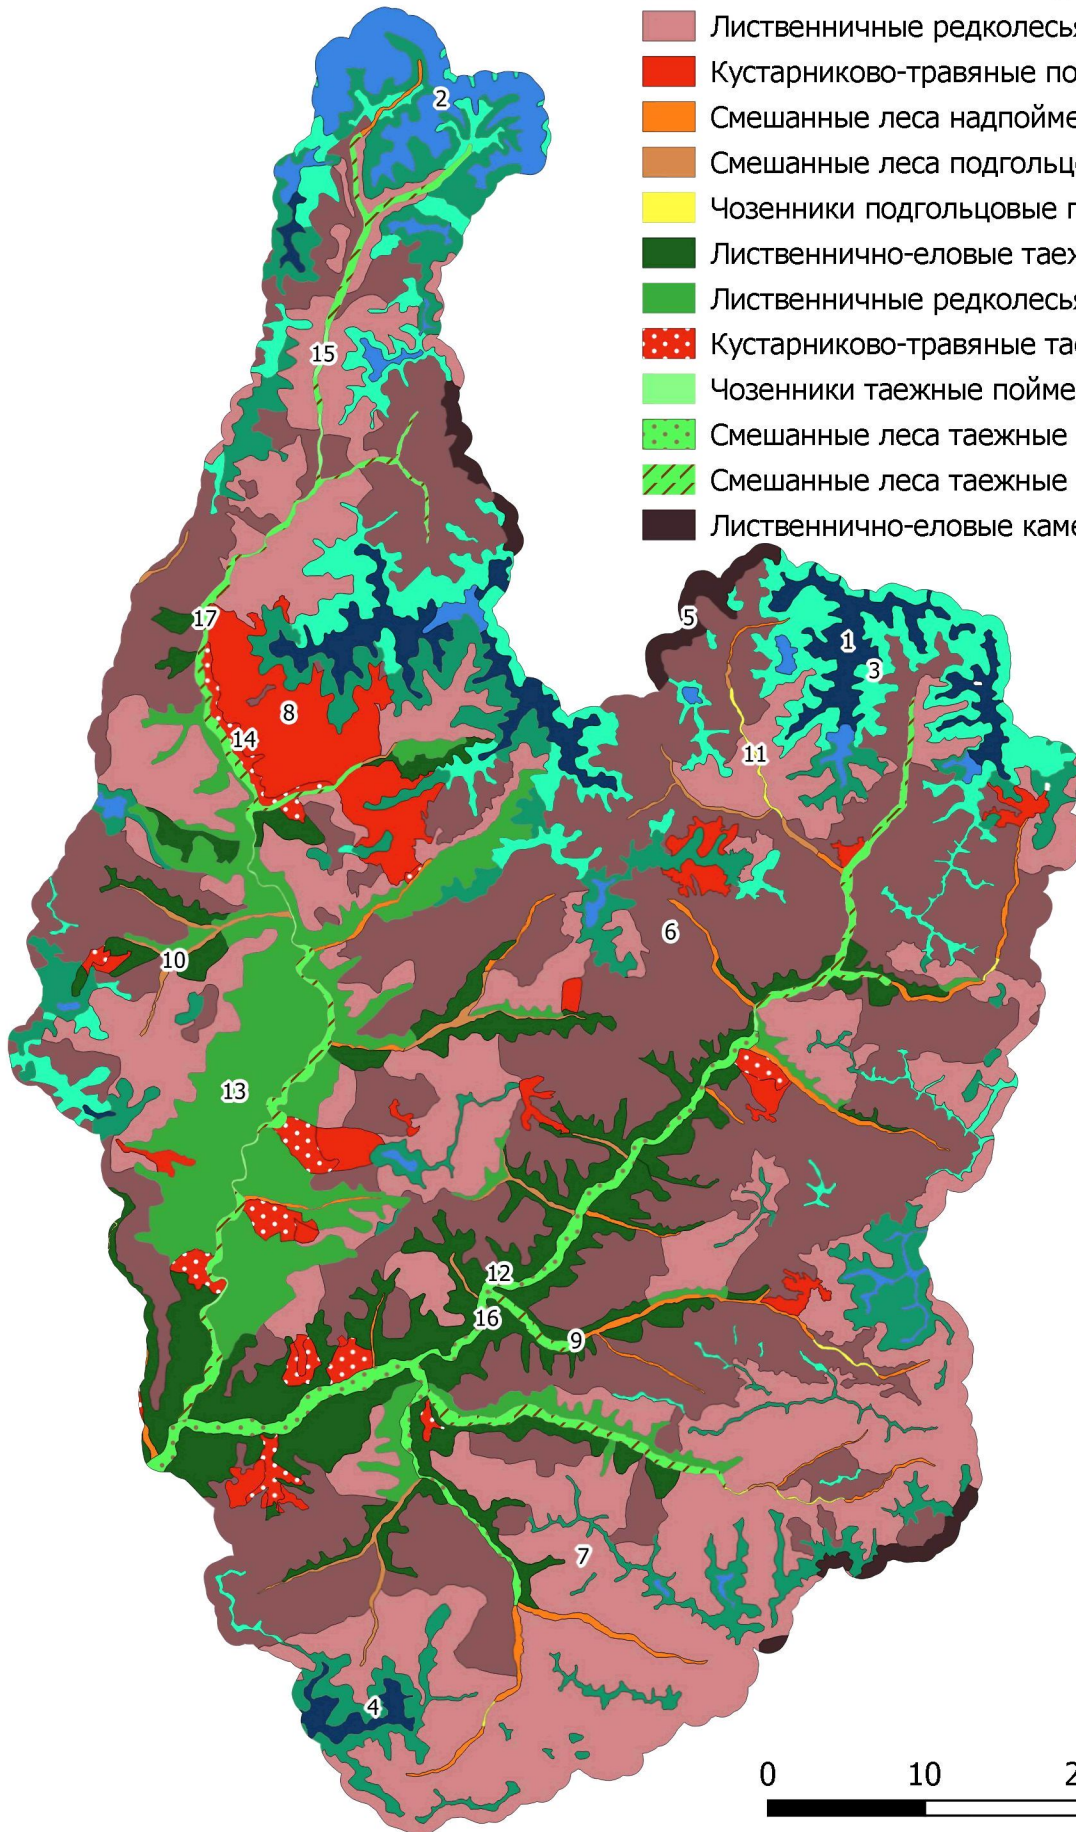 Лиственничные редколесья
Кустарниково-травяные по
Смешанные леса надпойме
Смешанные леса подгольц
Чозенники подгольцовые п
Лиственнично-еловые таеж
Лиственничные редколесья
Кустарниково-травяные та
Чозенники таежные пойме
Смешанные леса таежные
Смешанные леса таежные
Лиственнично-еловые каме
2
15
17
5
1
3
8
14
11
6
10
13
12
16
9
7
4
0 10 2